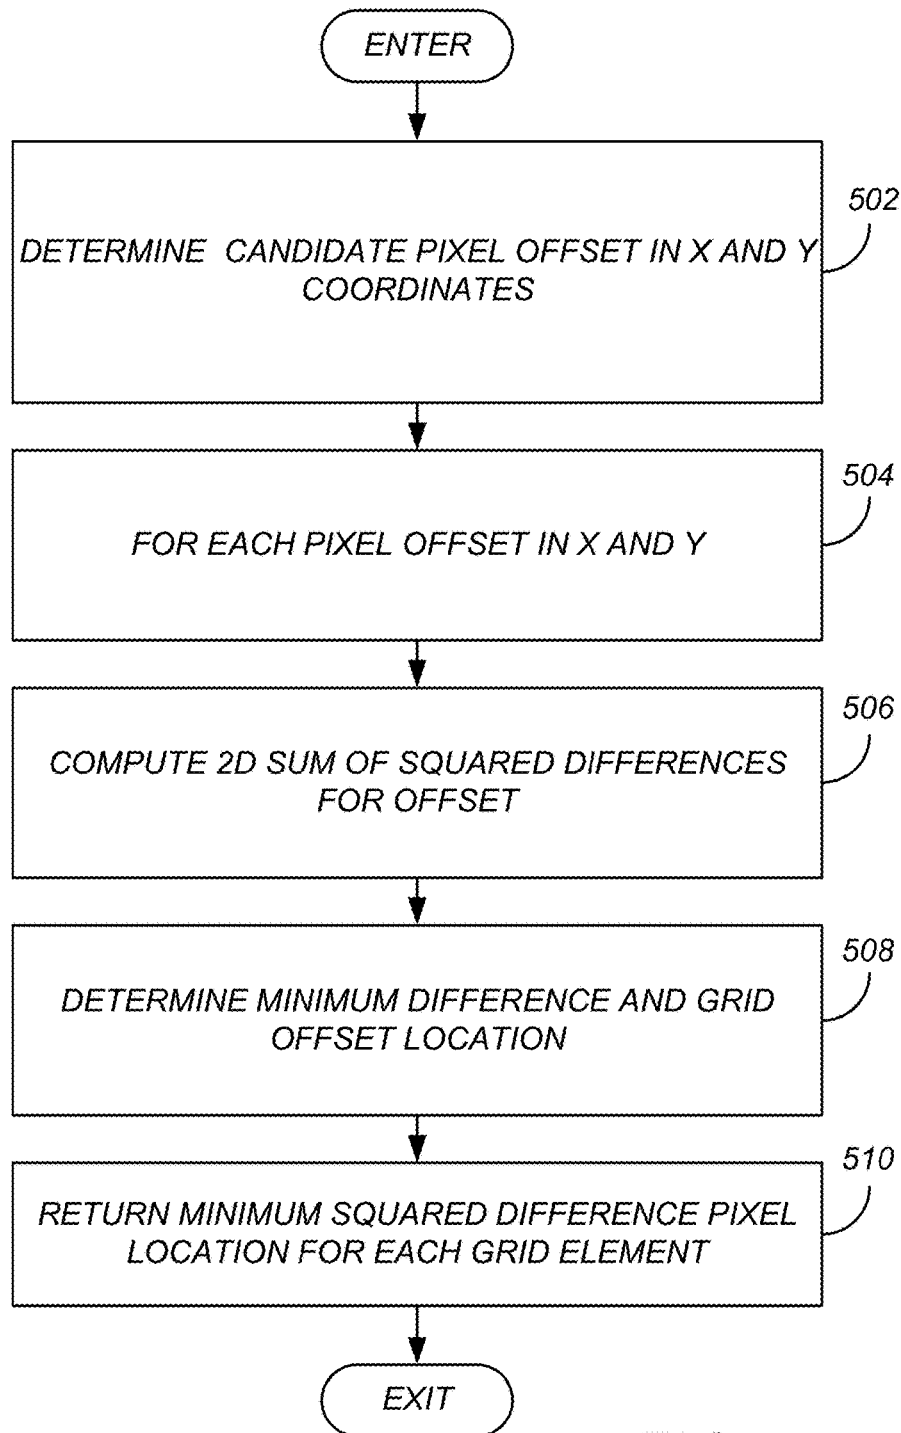 ENTER
502
DETERMINE CANDIDATE PIXEL OFFSET IN X AND Y
COORDINATES
504
FOR EACH PIXEL OFFSET IN X AND Y
506
COMPUTE 2D SUM OF SQUARED DIFFERENCES
FOR OFFSET
508
DETERMINE MINIMUM DIFFERENCE AND GRID
OFFSET LOCATION
510
RETURN MINIMUM SQUARED DIFFERENCE PIXEL
LOCATION FOR EACH GRID ELEMENT
EXIT